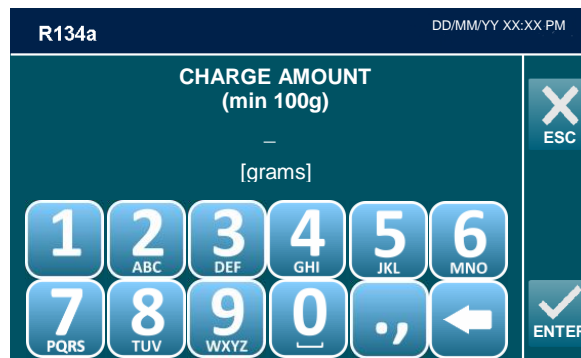 R134a
DD/MM/YY XX:XX PM
CHARGE AMOUNT
(min 100g)
_
[grams]
ESC
1 2 3 4 5 6
ABC DEF GHI JKL MNO
7 8 9 0 .,
PQRS TUV WXYZ
ENTER